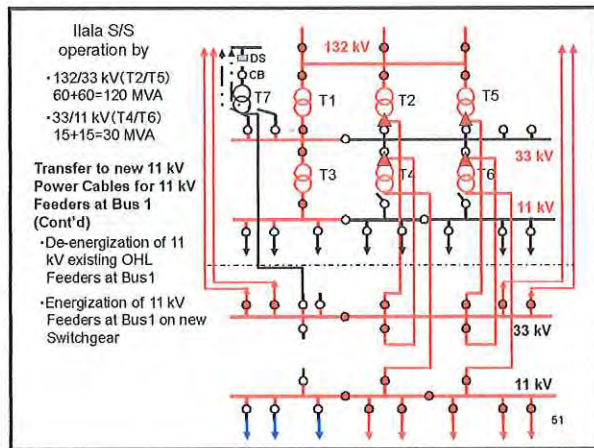 Ilala S/S
operation by
・132/33 kV(T2/T5)
60+60=120 MVA
・33/11 kV(T4/T6)
15+15=30 MVA
Transfer to new 11 kV
Power Cables for 11 kV
Feeders at Bus 1
(Cont'd)
・De-energization of 11
kV existing OHL
Feeders at Bus1
・Energization of 11 kV
Feeders at Bus1 on new
Switchgear
132 kV
DS
CB
T7
T1
T2
T5
33 kV
T3
T4
T6
11 kV
33 kV
11 kV
51